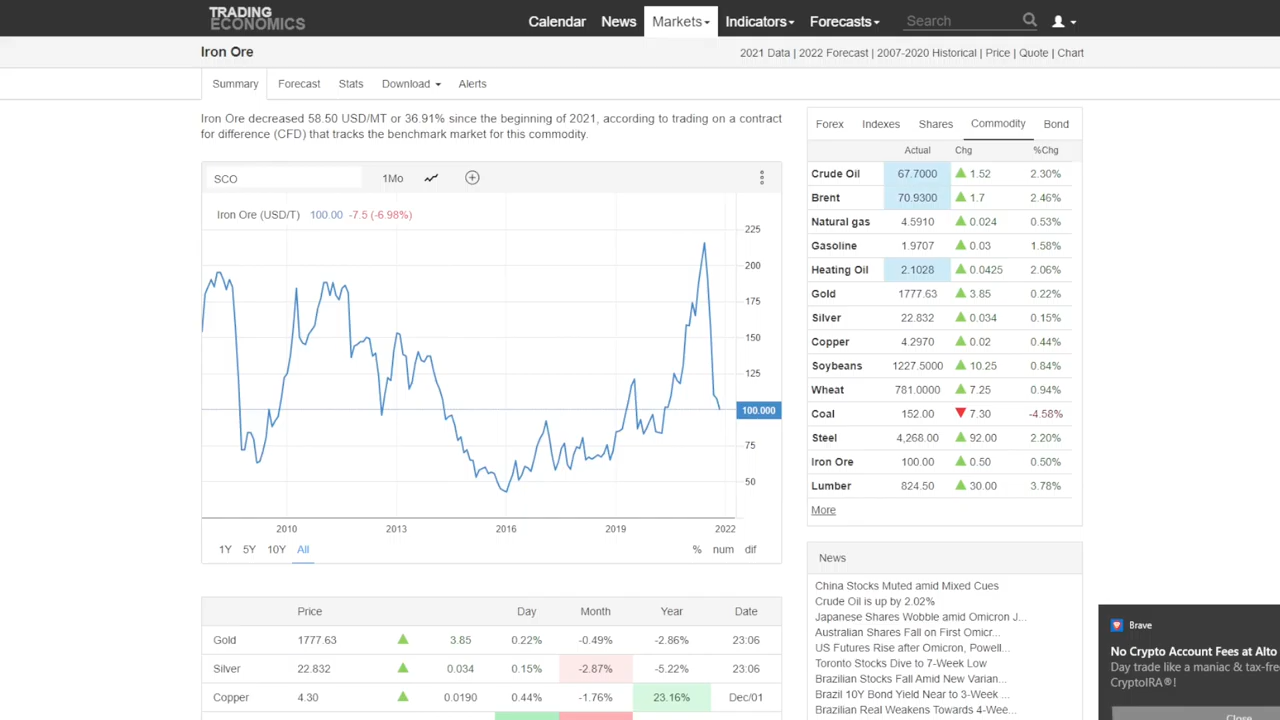 TRADING
ECONOMICS
Calendar News Markets Indicators Forecasts Search
Iron Ore
2021 Data | 2022 Forecast | 2007-2020 Historical | Price | Quote | Chart
Summary Forecast Stats Download Alerts
Iron Ore decreased 58.50 USD/MT or 36.91% since the beginning of 2021, according to trading on a contract
for difference (CFD) that tracks the benchmark market for this commodity.
SCO 1Mo
Iron Ore (USD/T) 100.00 -7.5 (-6.98%)
225
200
175
150
125
100.000
75
50
2010 2013 2016 2019 2022
1Y 5Y 10Y All % num dif
Price Day Month Year Date
Gold 1777.63 3.85 0.22% -0.49% -2.86% 23:06
Silver 22.832 0.034 0.15% -2.87% -5.22% 23:06
Copper 4.30 0.0190 0.44% -1.76% 23.16% Dec/01
Forex Indexes Shares Commodity Bond
Actual Chg %Chg
Crude Oil 67.7000 1.52 2.30%
Brent 70.9300 1.7 2.46%
Natural gas 4.5910 0.024 0.53%
Gasoline 1.9707 0.03 1.58%
Heating Oil 2.1028 0.0425 2.06%
Gold 1777.63 3.85 0.22%
Silver 22.832 0.034 0.15%
Copper 4.2970 0.02 0.44%
Soybeans 1227.5000 10.25 0.84%
Wheat 781.0000 7.25 0.94%
Coal 152.00 7.30 -4.58%
Steel 4,268.00 92.00 2.20%
Iron Ore 100.00 0.50 0.50%
Lumber 824.50 30.00 3.78%
More
News
China Stocks Muted amid Mixed Cues
Crude Oil is up by 2.02%
Japanese Shares Wobble amid Omicron J...
Australian Shares Fall on First Omicr...
US Futures Rise after Omicron, Powell...
Toronto Stocks Dive to 7-Week Low
Brazilian Stocks Fall Amid New Varian...
Brazil 10Y Bond Yield Near to 3-Week ...
Brazilian Real Weakens Towards 4-Wee...
Brave
No Crypto Account Fees at Alto
Day trade like a maniac & tax-fre
CryptoIRA®!
Close